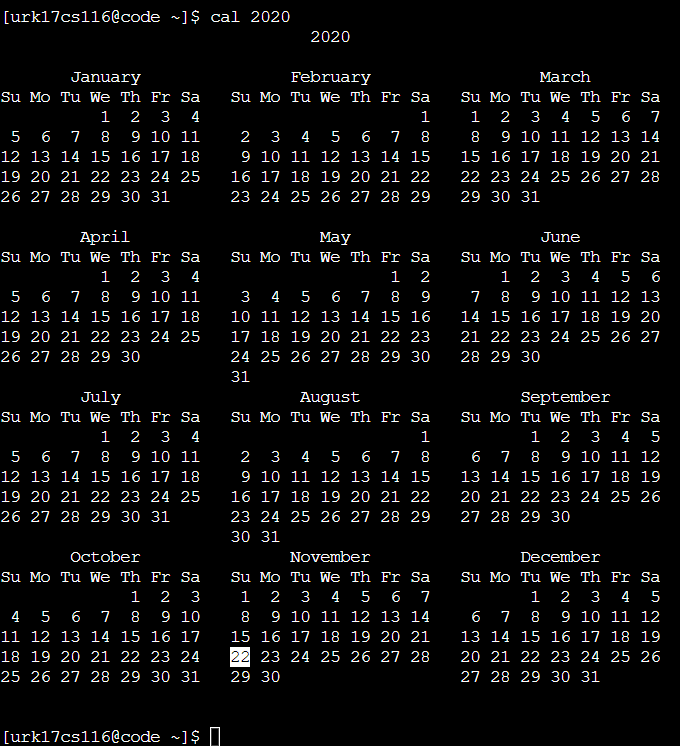 [urk17cs116@code ~]$ cal 2020
                               2020

       January               February                 March
Su Mo Tu We Th Fr Sa   Su Mo Tu We Th Fr Sa   Su Mo Tu We Th Fr Sa
          1  2  3  4                      1    1  2  3  4  5  6  7
 5  6  7  8  9 10 11    2  3  4  5  6  7  8    8  9 10 11 12 13 14
12 13 14 15 16 17 18    9 10 11 12 13 14 15   15 16 17 18 19 20 21
19 20 21 22 23 24 25   16 17 18 19 20 21 22   22 23 24 25 26 27 28
26 27 28 29 30 31      23 24 25 26 27 28 29   29 30 31

        April                   May                   June
Su Mo Tu We Th Fr Sa   Su Mo Tu We Th Fr Sa   Su Mo Tu We Th Fr Sa
          1  2  3  4                   1  2       1  2  3  4  5  6
 5  6  7  8  9 10 11    3  4  5  6  7  8  9    7  8  9 10 11 12 13
12 13 14 15 16 17 18   10 11 12 13 14 15 16   14 15 16 17 18 19 20
19 20 21 22 23 24 25   17 18 19 20 21 22 23   21 22 23 24 25 26 27
26 27 28 29 30         24 25 26 27 28 29 30   28 29 30
                       31
        July                  August                September
Su Mo Tu We Th Fr Sa   Su Mo Tu We Th Fr Sa   Su Mo Tu We Th Fr Sa
          1  2  3  4                      1          1  2  3  4  5
 5  6  7  8  9 10 11    2  3  4  5  6  7  8    6  7  8  9 10 11 12
12 13 14 15 16 17 18    9 10 11 12 13 14 15   13 14 15 16 17 18 19
19 20 21 22 23 24 25   16 17 18 19 20 21 22   20 21 22 23 24 25 26
26 27 28 29 30 31      23 24 25 26 27 28 29   27 28 29 30
                       30 31
       October               November               December
Su Mo Tu We Th Fr Sa   Su Mo Tu We Th Fr Sa   Su Mo Tu We Th Fr Sa
             1  2  3    1  2  3  4  5  6  7          1  2  3  4  5
 4  5  6  7  8  9 10    8  9 10 11 12 13 14    6  7  8  9 10 11 12
11 12 13 14 15 16 17   15 16 17 18 19 20 21   13 14 15 16 17 18 19
18 19 20 21 22 23 24   22 23 24 25 26 27 28   20 21 22 23 24 25 26
25 26 27 28 29 30 31   29 30                  27 28 29 30 31

[urk17cs116@code ~]$